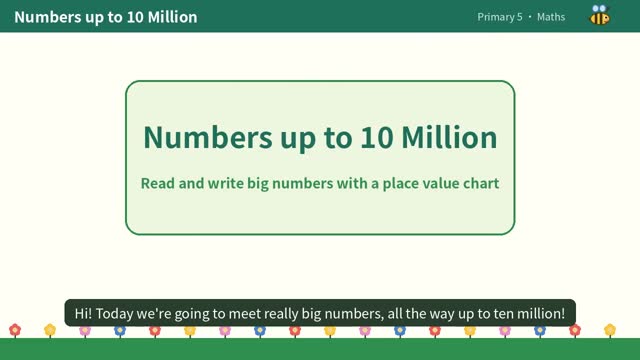 Numbers up to 10 Million
Primary 5 • Maths
Numbers up to 10 Million
Read and write big numbers with a place value chart
Hi! Today we're going to meet really big numbers, all the way up to ten million!